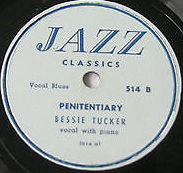 JAZZ
CLASSICS
Vocal Blues
514 B
PENITENTIARY
BESSIE TUCKER
vocal with piano